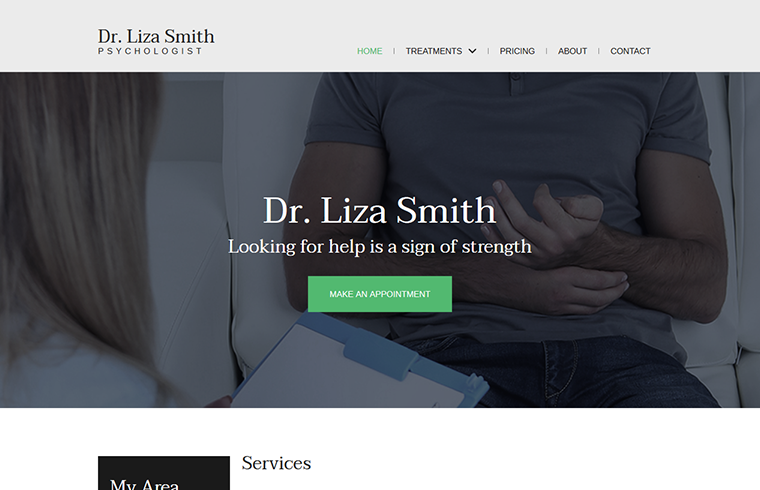 Dr. Liza Smith
PSYCHOLOGIST
HOME
TREATMENTS
PRICING
ABOUT
CONTACT
Dr. Liza Smith
Looking for help is a sign of strength
MAKE AN APPOINTMENT
Services
My Area